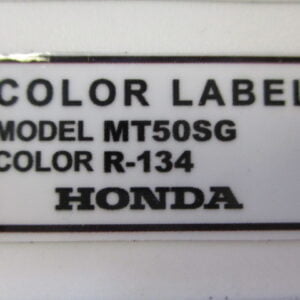 COLOR LABEL
MODEL MT50SG
COLOR R-134
HONDA